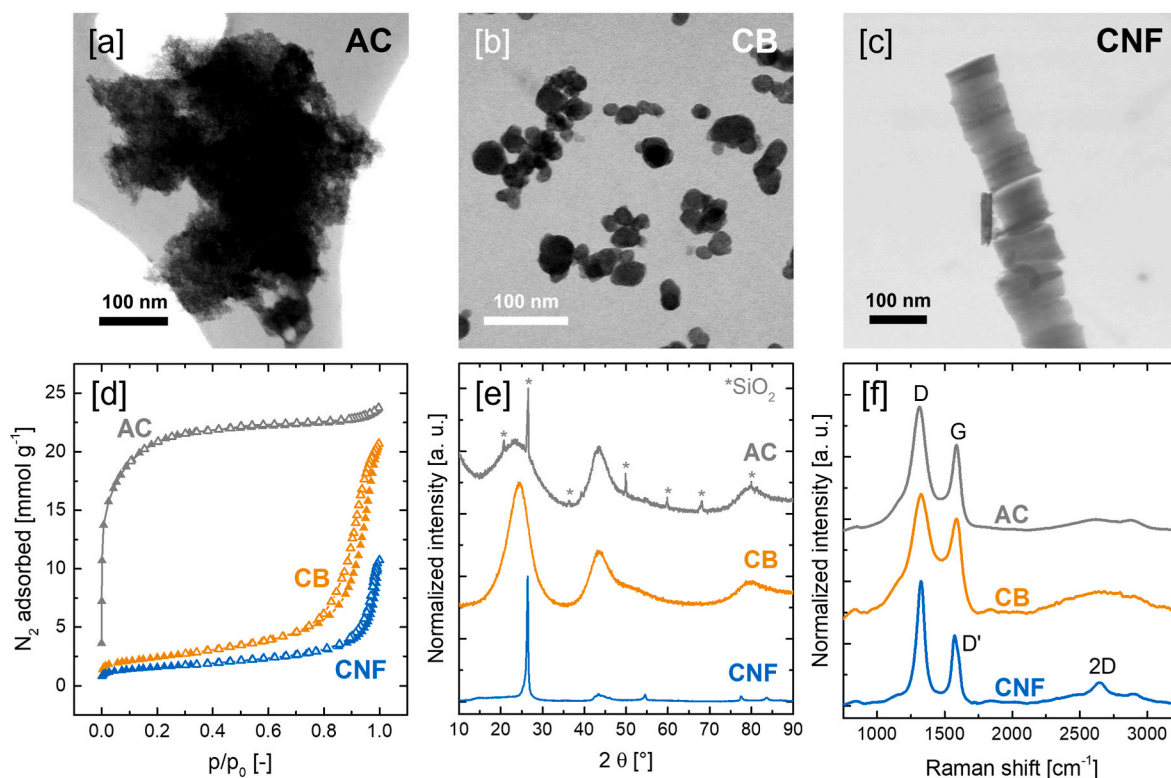 [a] AC
100 nm
[b] CB
100 nm
[c] CNF
100 nm
[d]
N₂ adsorbed [mmol g⁻¹]
25
20
15
10
5
0
AC
CB
CNF
0.0 0.2 0.4 0.6 0.8 1.0
p/p₀ [-]
[e]
*SiO₂
Normalized intensity [a. u.]
* * * * * * *
AC
CB
CNF
10 20 30 40 50 60 70 80 90
2 θ [°]
[f]
Normalized intensity [a. u.]
D
G
AC
CB
D'
2D
CNF
1000 1500 2000 2500 3000
Raman shift [cm⁻¹]